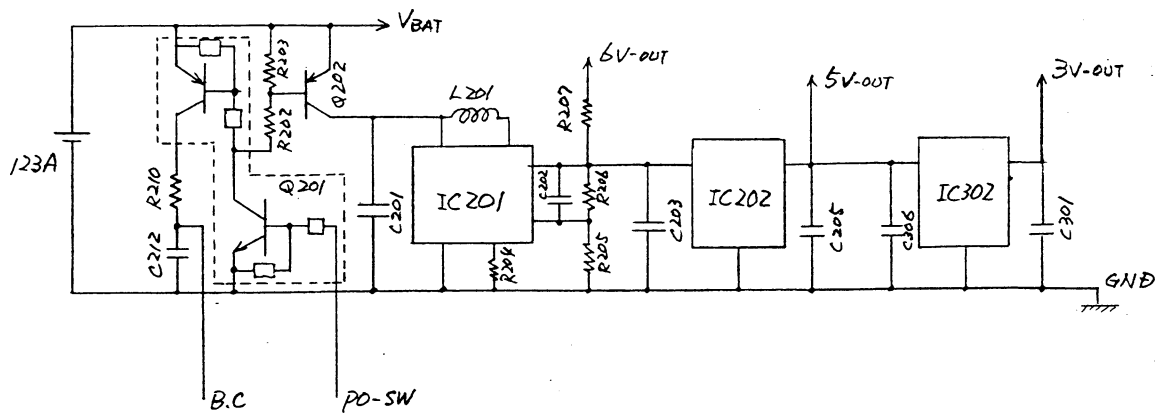 VBAT
6V-OUT
5V-OUT
3V-OUT
R203
Q202
L201
R207
R202
123A
R210
Q201
C201
IC201
C202
R206
C203
IC202
C205
C306
IC302
C301
C212
R204
R205
GND
B.C
PO-SW